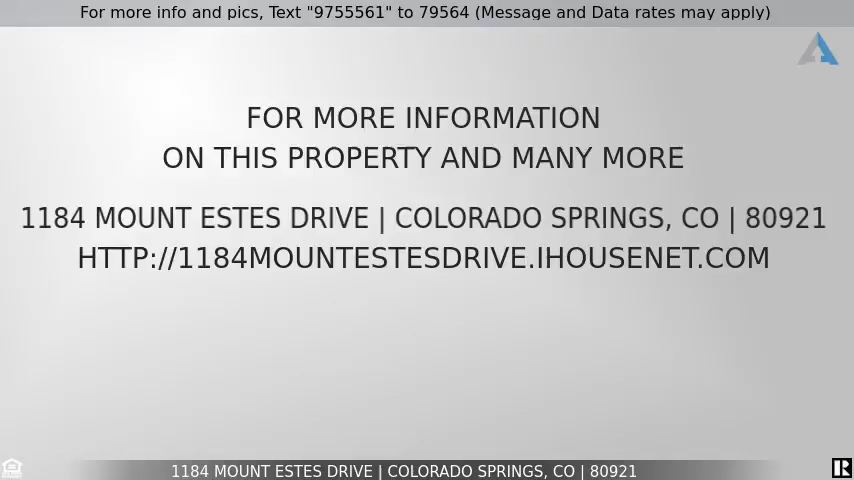 For more info and pics, Text "9755561" to 79564 (Message and Data rates may apply)
FOR MORE INFORMATION
ON THIS PROPERTY AND MANY MORE
1184 MOUNT ESTES DRIVE | COLORADO SPRINGS, CO | 80921
HTTP://1184MOUNTESTESDRIVE.IHOUSENET.COM
1184 MOUNT ESTES DRIVE | COLORADO SPRINGS, CO | 80921